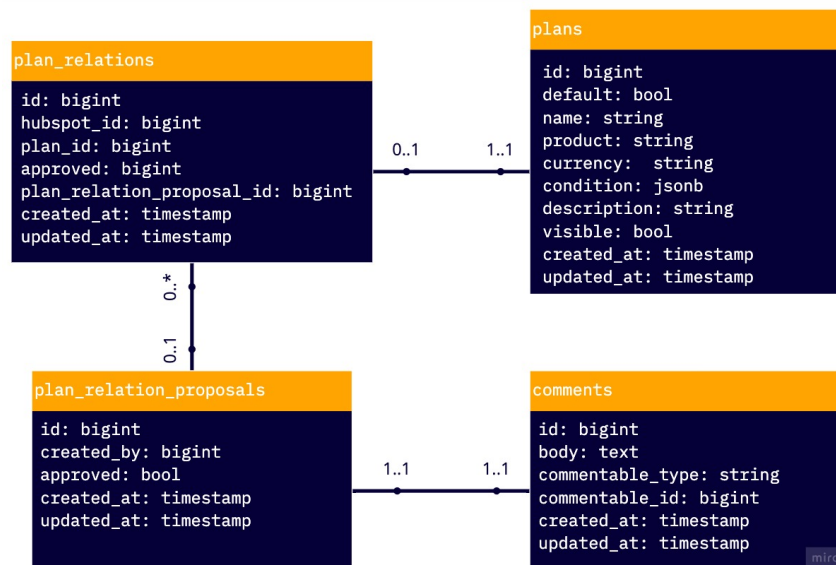 plan_relations
id: bigint
hubspot_id: bigint
plan_id: bigint
approved: bigint
plan_relation_proposal_id: bigint
created_at: timestamp
updated_at: timestamp
plans
id: bigint
default: bool
name: string
product: string
currency:  string
condition: jsonb
description: string
visible: bool
created_at: timestamp
updated_at: timestamp
0..1
1..1
0..*
0..1
plan_relation_proposals
id: bigint
created_by: bigint
approved: bool
created_at: timestamp
updated_at: timestamp
1..1
1..1
comments
id: bigint
body: text
commentable_type: string
commentable_id: bigint
created_at: timestamp
updated_at: timestamp